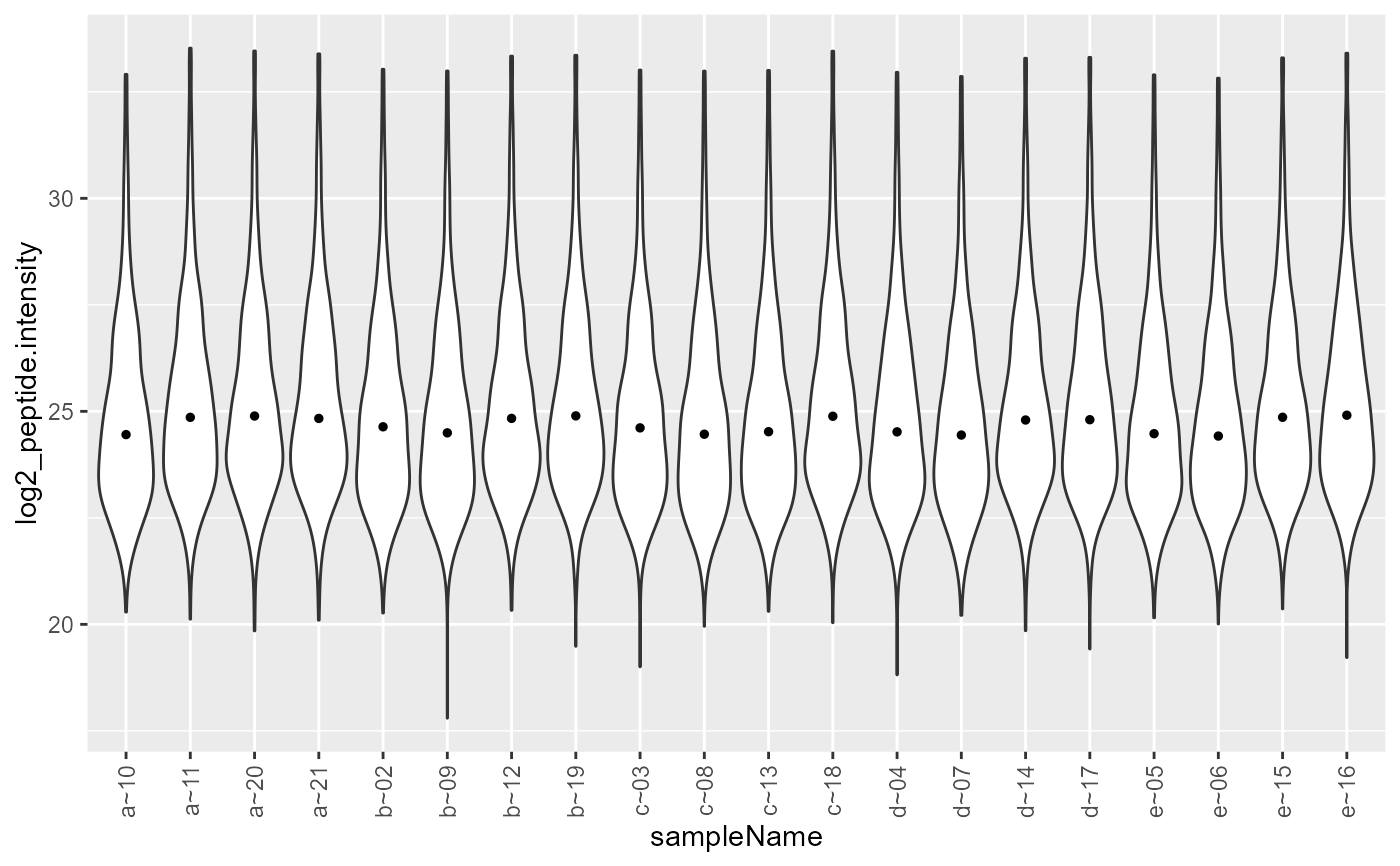 log2_peptide.intensity
30
25
20
a~10
a~11
a~20
a~21
b~02
b~09
b~12
b~19
c~03
c~08
c~13
c~18
d~04
d~07
d~14
d~17
e~05
e~06
e~15
e~16
sampleName